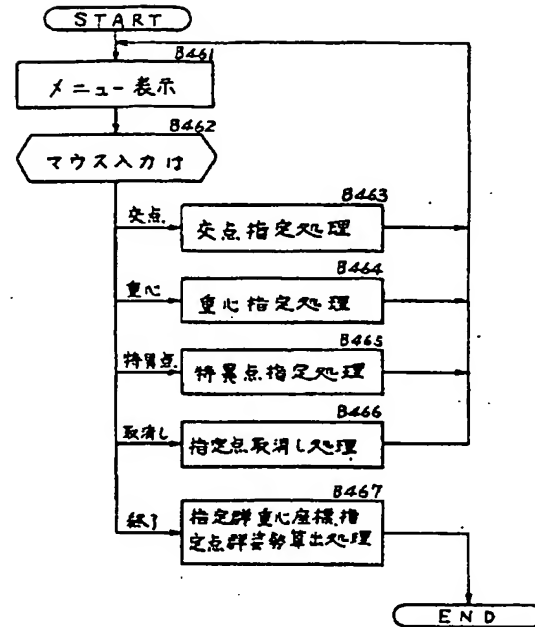 START
B461
メニュー表示
B462
マウス入力は
B463
交点
交点指定処理
B464
重心
重心指定処理
B465
特異点
特異点指定処理
B466
取消し
指定点取消し処理
B467
終了
指定群重心座標,指
定点群姿勢算出処理
END